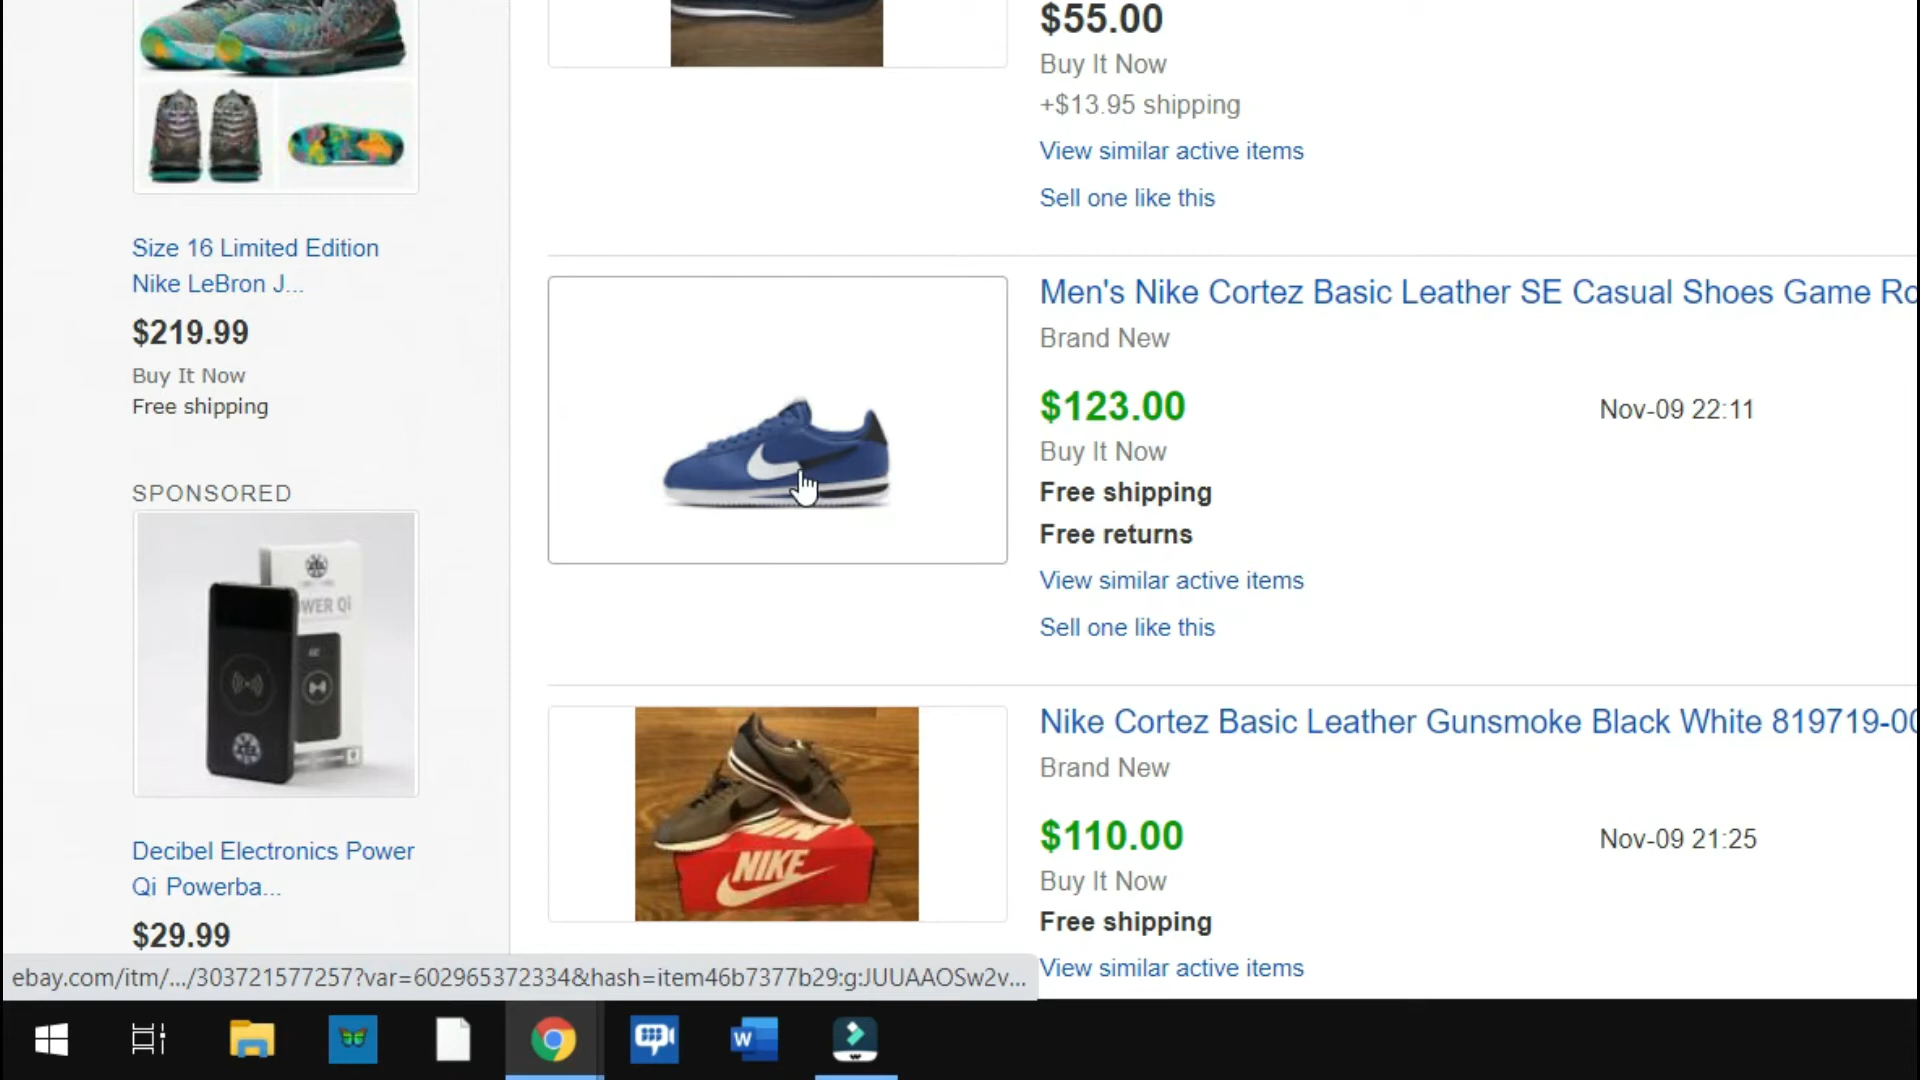 Size 16 Limited Edition
Nike LeBron J...
$219.99
Buy It Now
Free shipping
SPONSORED
OWER Qi
Decibel Electronics Power
Qi Powerba...
$29.99
$55.00
Buy It Now
+$13.95 shipping
View similar active items
Sell one like this
Men's Nike Cortez Basic Leather SE Casual Shoes Game Ro
Brand New
$123.00
Nov-09 22:11
Buy It Now
Free shipping
Free returns
View similar active items
Sell one like this
NIKE
Nike Cortez Basic Leather Gunsmoke Black White 819719-00
Brand New
$110.00
Nov-09 21:25
Buy It Now
Free shipping
View similar active items
ebay.com/itm/.../303721577257?var=602965372334&hash=item46b7377b29:g:JUUAAOSw2v...
W